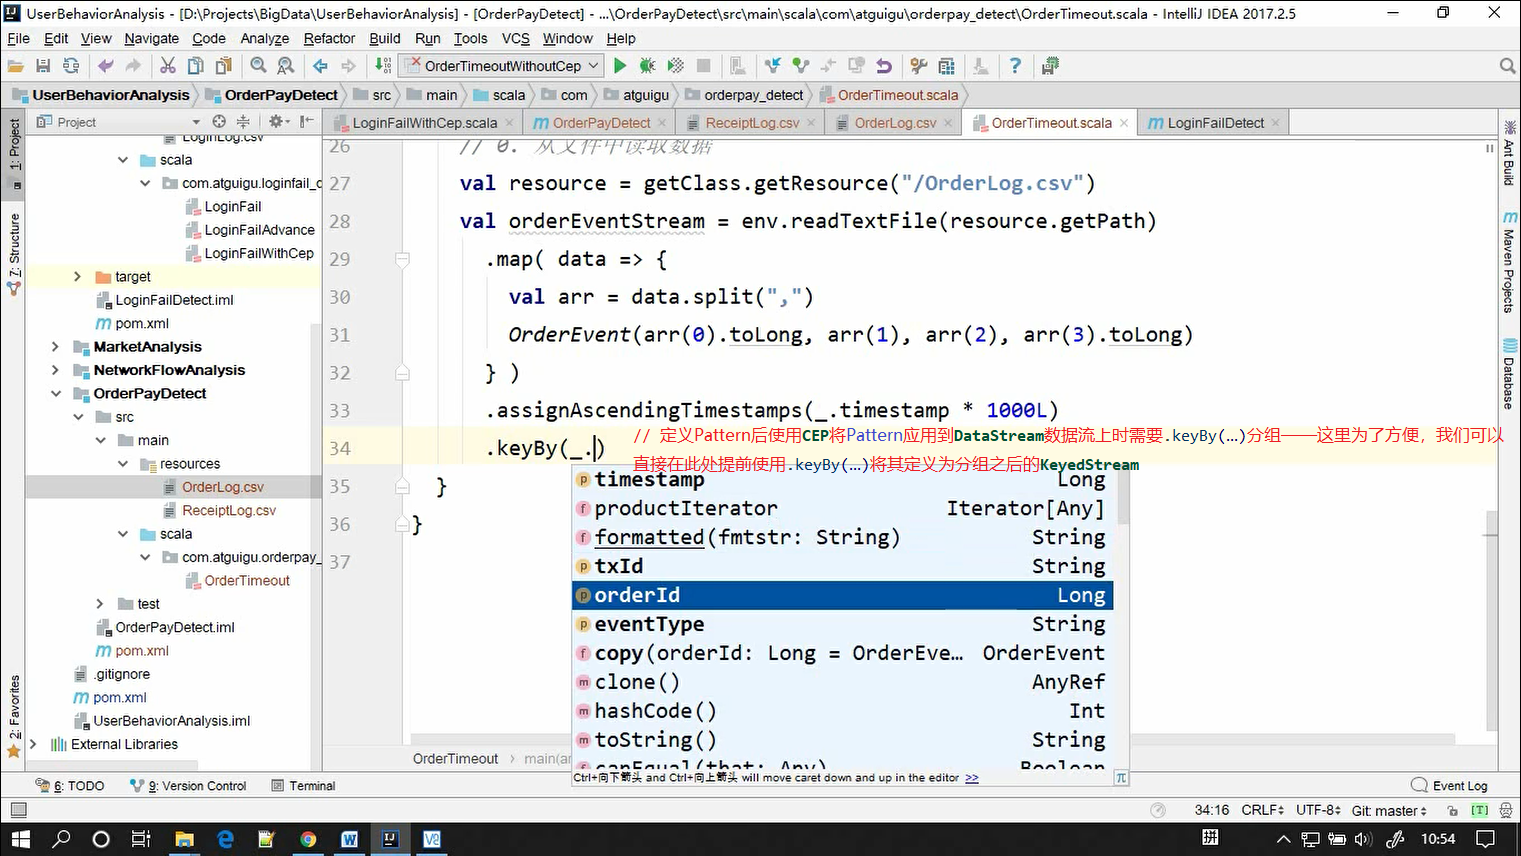 UserBehaviorAnalysis - [D:\Projects\BigData\UserBehaviorAnalysis] - [OrderPayDetect] - ...\OrderPayDetect\src\main\scala\com\atguigu\orderpay_detect\OrderTimeout.scala - IntelliJ IDEA 2017.2.5
File Edit View Navigate Code Analyze Refactor Build Run Tools VCS Window Help
OrderTimeoutWithoutCep
UserBehaviorAnalysis OrderPayDetect src main scala com atguigu orderpay_detect OrderTimeout.scala
Project
LoginFailWithCep.scala OrderPayDetect ReceiptLog.csv OrderLog.csv OrderTimeout.scala LoginFailDetect
1: Project
7: Structure
2: Favorites
Ant Build
Maven Projects
Database
LoginLog.csv
scala
com.atguigu.loginfail_d
LoginFail
LoginFailAdvance
LoginFailWithCep
target
LoginFailDetect.iml
pom.xml
MarketAnalysis
NetworkFlowAnalysis
OrderPayDetect
src
main
resources
OrderLog.csv
ReceiptLog.csv
scala
com.atguigu.orderpay_
OrderTimeout
test
OrderPayDetect.iml
pom.xml
.gitignore
pom.xml
UserBehaviorAnalysis.iml
External Libraries
26 // 0. 从文件中读取数据
27 val resource = getClass.getResource("/OrderLog.csv")
28 val orderEventStream = env.readTextFile(resource.getPath)
29 .map( data => {
30 val arr = data.split(",")
31 OrderEvent(arr(0).toLong, arr(1), arr(2), arr(3).toLong)
32 } )
33 .assignAscendingTimestamps(_.timestamp * 1000L)
34 .keyBy(_.)
35 }
36 }
37
// 定义Pattern后使用CEP将Pattern应用到DataStream数据流上时需要.keyBy(…)分组——这里为了方便，我们可以
直接在此处提前使用.keyBy(…)将其定义为分组之后的KeyedStream
timestamp Long
productIterator Iterator[Any]
formatted(fmtstr: String) String
txId String
orderId Long
eventType String
copy(orderId: Long = OrderEve… OrderEvent
clone() AnyRef
hashCode() Int
toString() String
canEqual(that: Any) Boolean
Ctrl+向下箭头 and Ctrl+向上箭头 will move caret down and up in the editor >>
π
OrderTimeout main(ar
6: TODO 9: Version Control Terminal Event Log
34:16 CRLF UTF-8 Git: master [T]
拼 10:54